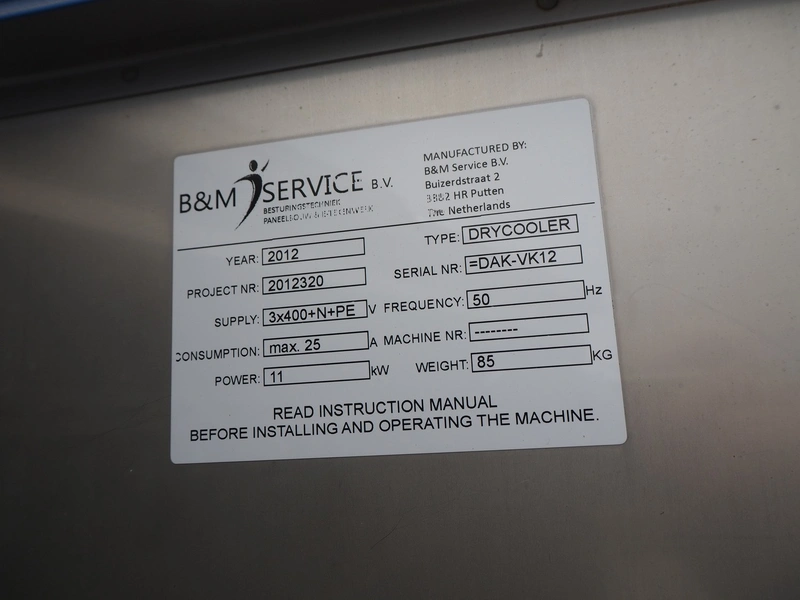 B&M SERVICE B.V.
BESTURINGSTECHNIEK
MANUFACTURED BY:
B&M Service B.V.
Buizerdstraat 2
3882 HR Putten
The Netherlands
YEAR: 2012
TYPE: DRYCOOLER
PROJECT NR: 2012320
SERIAL NR: =DAK-VK12
SUPPLY: 3x400+N+PE V
FREQUENCY: 50 Hz
CONSUMPTION: max. 25 A
MACHINE NR: --------
POWER: 11 kW
WEIGHT: 85 KG
READ INSTRUCTION MANUAL
BEFORE INSTALLING AND OPERATING THE MACHINE.